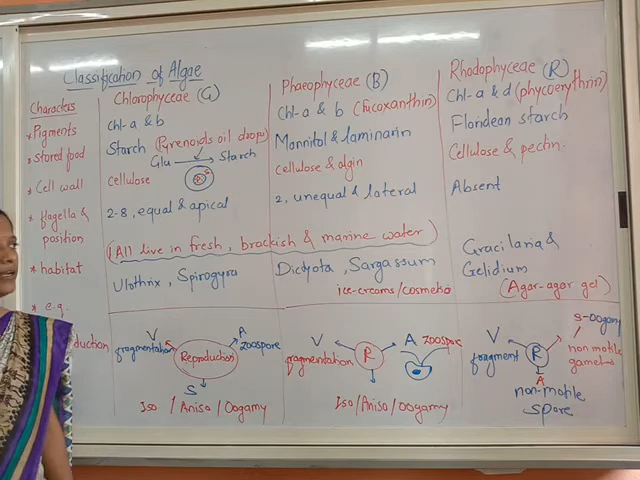 Classification of Algae
Characters
* Pigments
* Stored food
* Cell wall
* flagella &
position
* habitat
* e.g.
duction
Chlorophyceae (G)
Chl- a & b
Starch (Pyrenoids oil drops)
Glu → Starch
Cellulose
2-8, equal & apical
(All live in fresh, brackish & marine water)
Ulothrix, Spirogyra
V
fragmentation
Reproduction
A
zoospore
S
Iso / Aniso / Oogamy
Phaeophyceae (B)
Chl-a & b (fucoxanthin)
Mannitol & laminarin
Cellulose & algin
2, unequal & lateral
Dictyota, Sargassum
ice-creams/cosmetics
V
fragmentation
R
A zoospore
Iso/Aniso/oogamy
Rhodophyceae (R)
Chl-a & d (phycoerythrin)
Floridean starch
Cellulose & pectin.
Absent
Gracilaria &
Gelidium
(Agar-agar gel)
V
fragment
R
S-oogamy
non motile
gametes
A
non-motile
spore